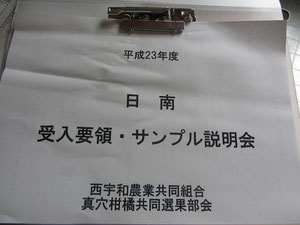 平成23年度
日 南
受入要領・サンプル説明会
西宇和農業共同組合
真穴柑橘共同選果部会